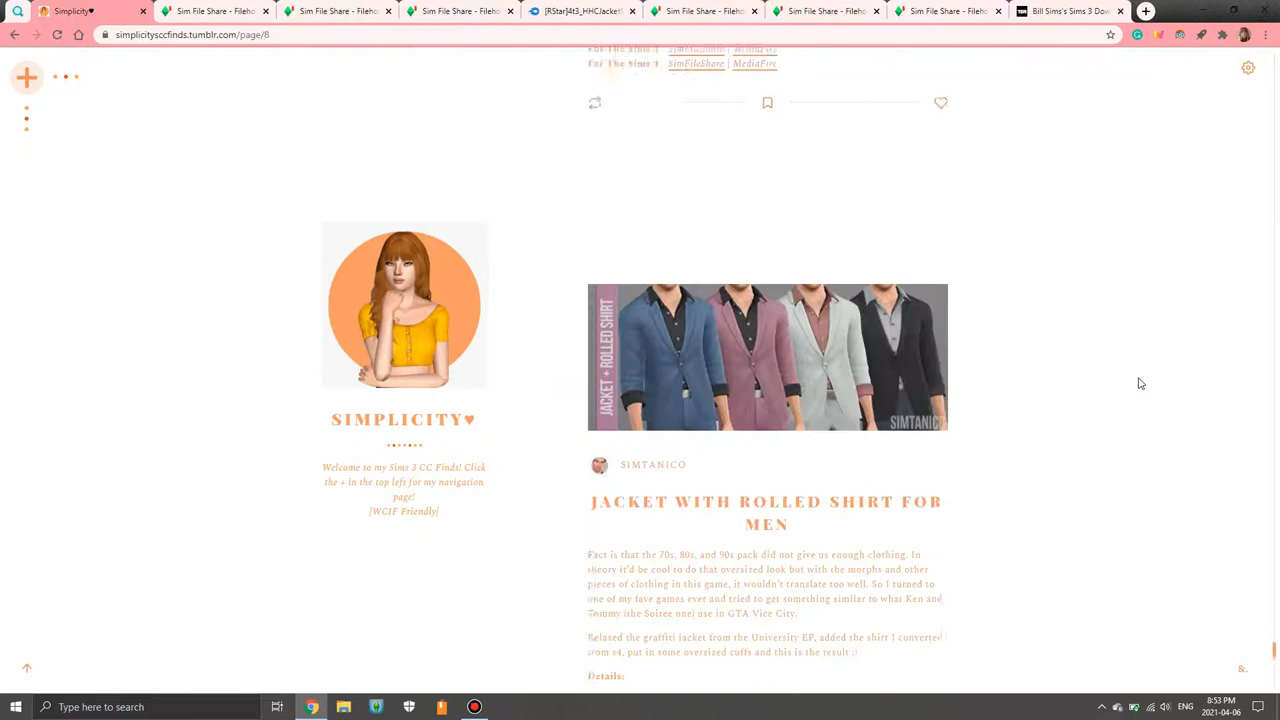 Simplicity♥
Sim File Share - Fileho
Sim File Share - Fileho
[RStar]4t3_HHCJacket
Sim File Share - Fileho
Sim File Share - Fileho
Sim File Share - Fileho
Bill Sims's Sims 3 Dow
simplicitysccfinds.tumblr.com/page/8
SimFileShare | MediaFire
JACKET + ROLLED SHIRT
SIMTANICO
SIMTANICO
JACKET WITH ROLLED SHIRT FOR
MEN
SIMPLICITY♥
Welcome to my Sims 3 CC Finds! Click
the + in the top left for my navigation
page!
[WCIF Friendly]
Fact is that the 70s, 80s, and 90s pack did not give us enough clothing. In
theory it'd be cool to do that oversized look but with the morphs and other
pieces of clothing in this game, it wouldn't translate too well. So I turned to
one of my fave games ever and tried to get something similar to what Ken and
Tommy (the Soiree one) use in GTA Vice City.
Relaxed the graffiti jacket from the University EP, added the shirt I converted
from s4, put in some oversized cuffs and this is the result :)
Details:
&.
Type here to search
ENG
8:53 PM
2021-04-06